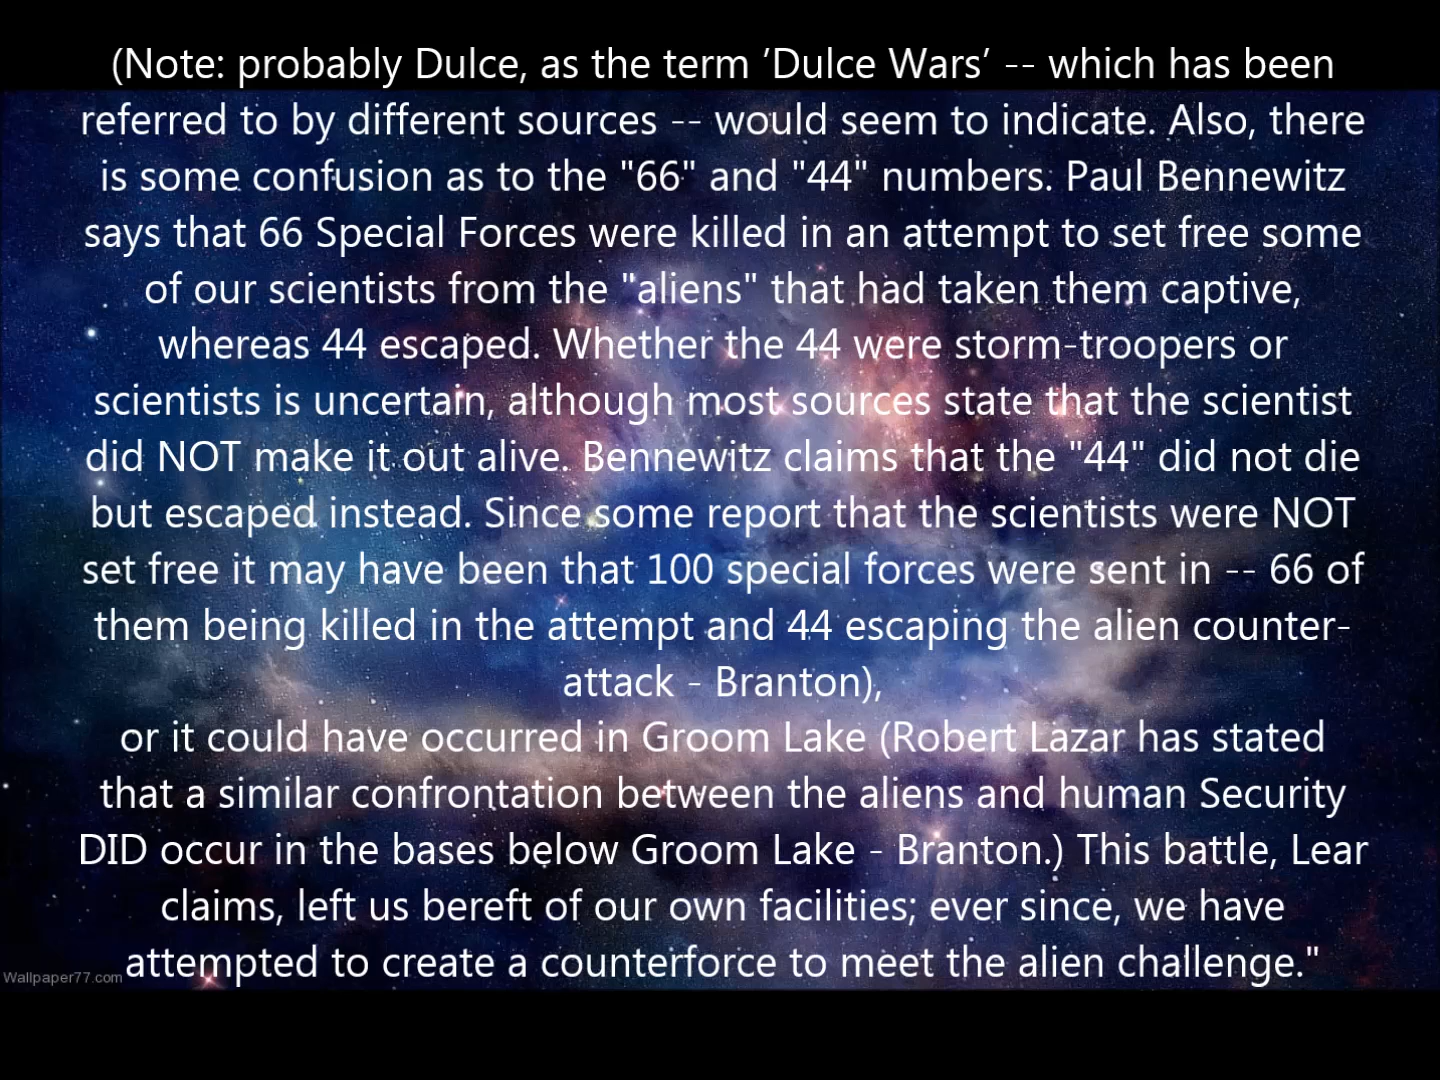 (Note: probably Dulce, as the term ‘Dulce Wars’ -- which has been
referred to by different sources -- would seem to indicate. Also, there
is some confusion as to the "66" and "44" numbers. Paul Bennewitz
says that 66 Special Forces were killed in an attempt to set free some
of our scientists from the "aliens" that had taken them captive,
whereas 44 escaped. Whether the 44 were storm-troopers or
scientists is uncertain, although most sources state that the scientist
did NOT make it out alive. Bennewitz claims that the "44" did not die
but escaped instead. Since some report that the scientists were NOT
set free it may have been that 100 special forces were sent in -- 66 of
them being killed in the attempt and 44 escaping the alien counter-
attack - Branton),
or it could have occurred in Groom Lake (Robert Lazar has stated
that a similar confrontation between the aliens and human Security
DID occur in the bases below Groom Lake - Branton.) This battle, Lear
claims, left us bereft of our own facilities; ever since, we have
attempted to create a counterforce to meet the alien challenge."
Wallpaper77.com